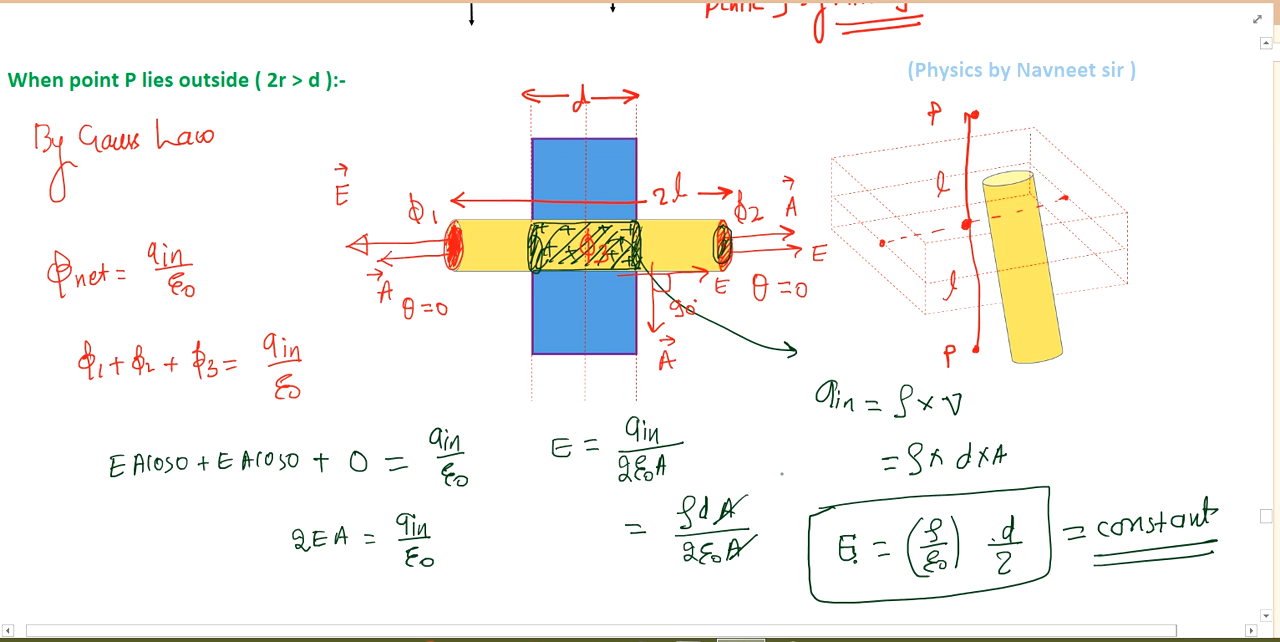 When point P lies outside ( 2r > d ):-
(Physics by Navneet sir )
By Gauss Law
d
2l
E⃗
ϕ1
ϕ2
A⃗
E
A⃗
θ=0
ϕ3
E
θ=0
90°
A⃗
P
l
l
P
ϕnet = qin/ε0
ϕ1 + ϕ2 + ϕ3 = qin/ε0
EAcos0 + EAcos0 + 0 = qin/ε0
2EA = qin/ε0
E = qin/2ε0A
= ρdA/2ε0A
qin = ρ × V
= ρ × d × A
E = (ρ/ε0) d/2 = constant